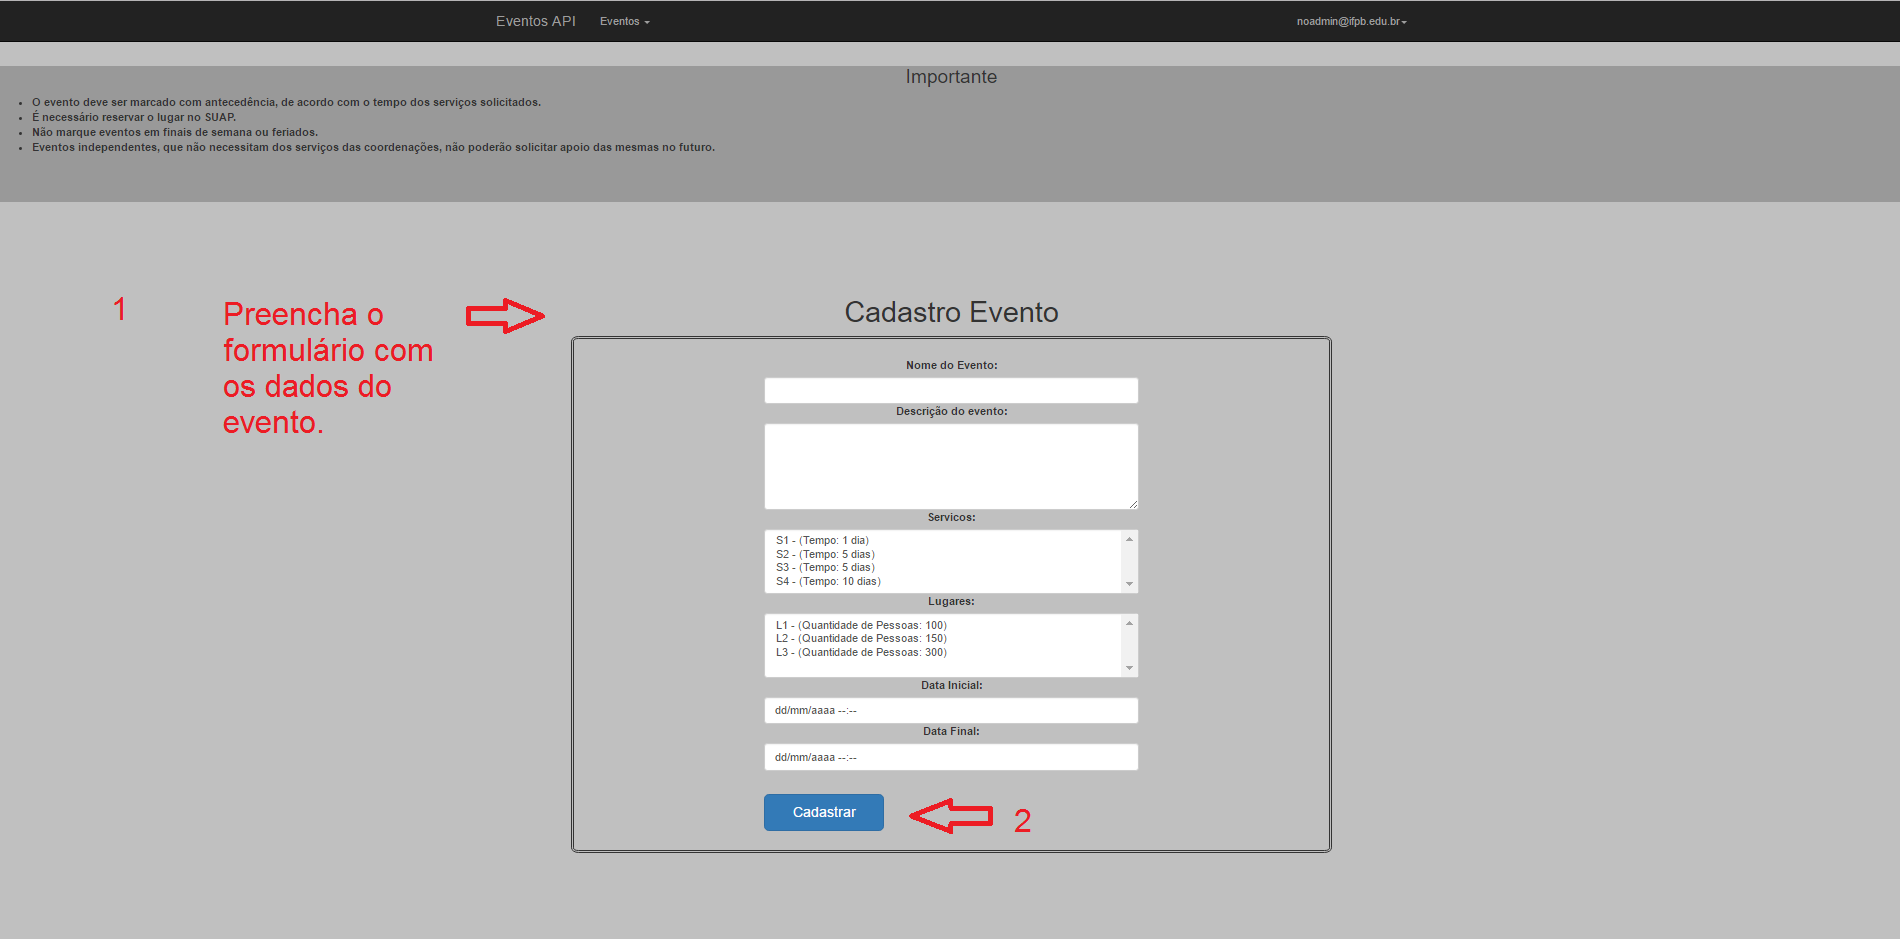 Eventos API Eventos noadmin@ifpb.edu.br
Importante
O evento deve ser marcado com antecedência, de acordo com o tempo dos serviços solicitados.
É necessário reservar o lugar no SUAP.
Não marque eventos em finais de semana ou feriados.
Eventos independentes, que não necessitam dos serviços das coordenações, não poderão solicitar apoio das mesmas no futuro.
1
Preencha o
formulário com
os dados do
evento.
Cadastro Evento
Nome do Evento:
Descrição do evento:
Servicos:
S1 - (Tempo: 1 dia)
S2 - (Tempo: 5 dias)
S3 - (Tempo: 5 dias)
S4 - (Tempo: 10 dias)
Lugares:
L1 - (Quantidade de Pessoas: 100)
L2 - (Quantidade de Pessoas: 150)
L3 - (Quantidade de Pessoas: 300)
Data Inicial:
dd/mm/aaaa --:--
Data Final:
dd/mm/aaaa --:--
Cadastrar
2